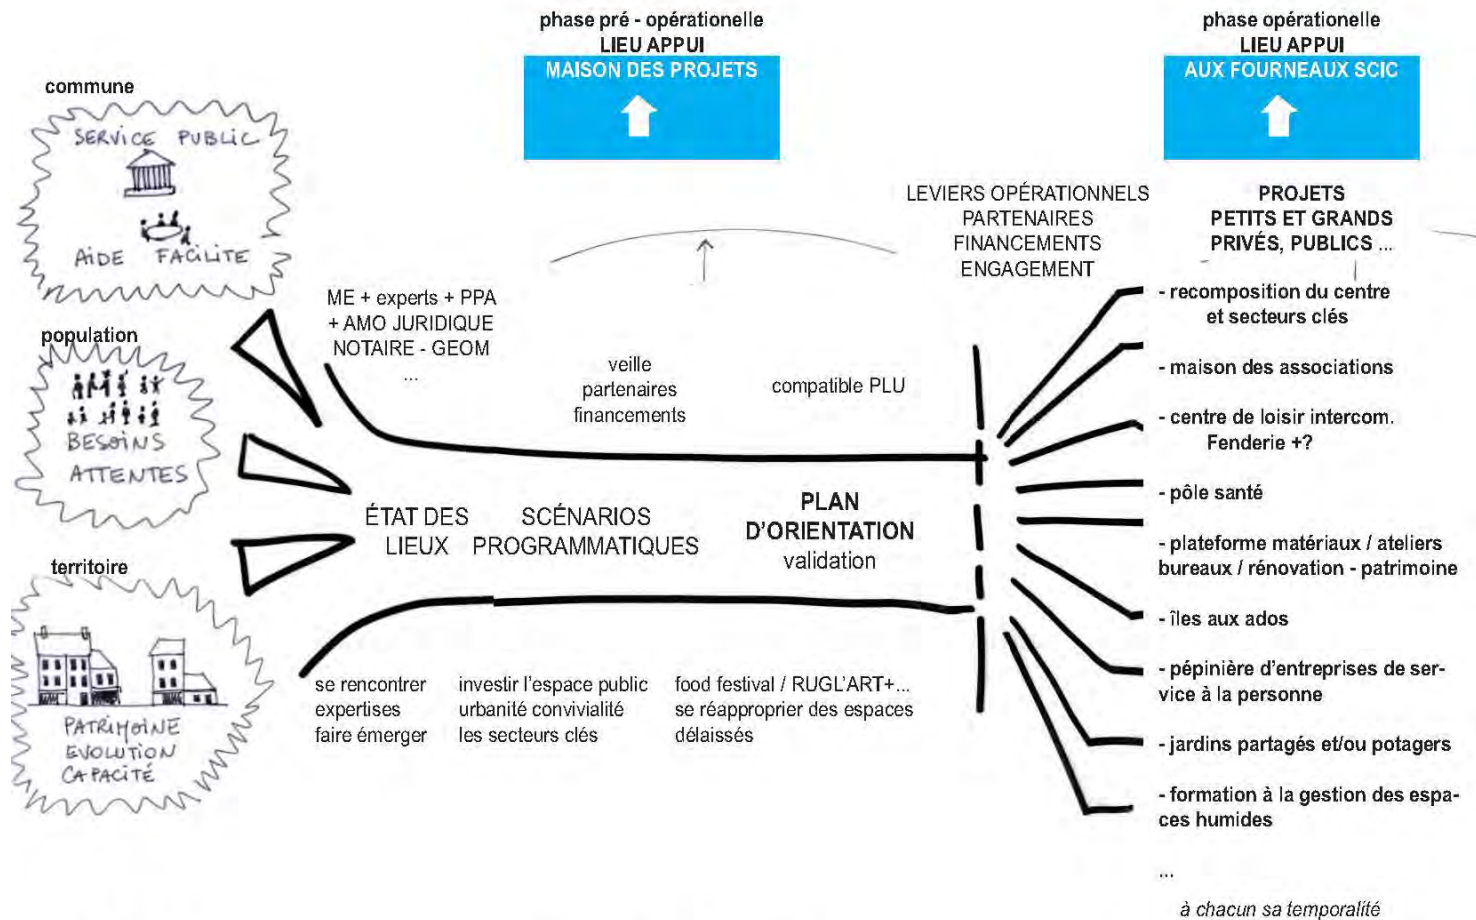 phase pré - opérationelle
LIEU APPUI
MAISON DES PROJETS
phase opérationelle
LIEU APPUI
AUX FOURNEAUX SCIC
commune
SERVICE PUBLIC
AIDE FACILITE
population
BESOINS
ATTENTES
territoire
PATRIMOINE
EVOLUTION
CAPACITÉ
ME + experts + PPA
+ AMO JURIDIQUE
NOTAIRE - GEOM
...
veille
partenaires
financements
compatible PLU
ÉTAT DES
LIEUX
SCÉNARIOS
PROGRAMMATIQUES
PLAN
D'ORIENTATION
validation
se rencontrer
expertises
faire émerger
investir l'espace public
urbanité convivialité
les secteurs clés
food festival / RUGL'ART+...
se réapproprier des espaces
délaissés
LEVIERS OPÉRATIONNELS
PARTENAIRES
FINANCEMENTS
ENGAGEMENT
PROJETS
PETITS ET GRANDS
PRIVÉS, PUBLICS ...
- recomposition du centre
et secteurs clés
- maison des associations
- centre de loisir intercom.
Fenderie +?
- pôle santé
- plateforme matériaux / ateliers
bureaux / rénovation - patrimoine
- îles aux ados
- pépinière d'entreprises de ser-
vice à la personne
- jardins partagés et/ou potagers
- formation à la gestion des espa-
ces humides
...
à chacun sa temporalité